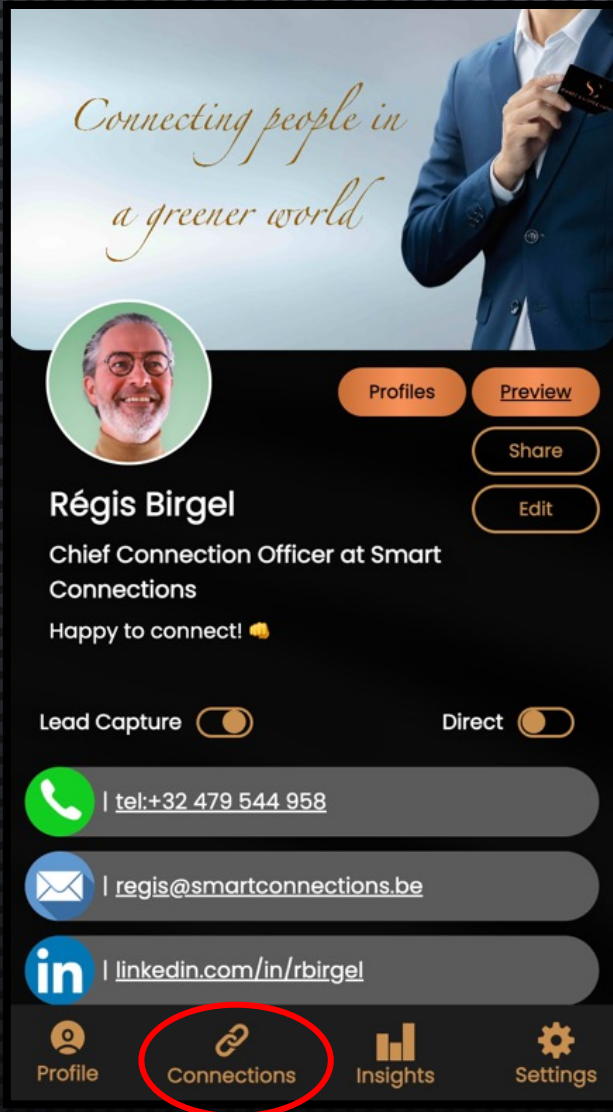 Connecting people in
a greener world
Profiles
Preview
Share
Régis Birgel
Edit
Chief Connection Officer at Smart
Connections
Happy to connect! 👊
Lead Capture
Direct
| tel:+32 479 544 958
| regis@smartconnections.be
in | linkedin.com/in/rbirgel
Profile
Connections
Insights
Settings